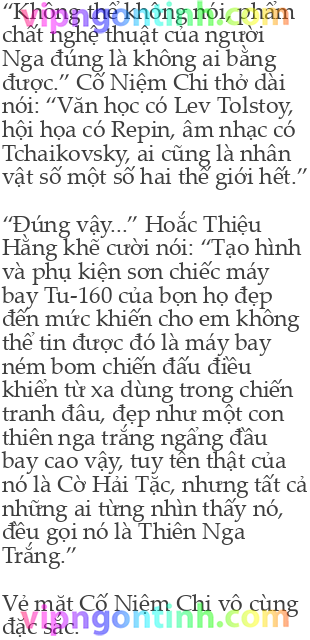 “Không thể không nói, phẩm
chất nghệ thuật của người
Nga đúng là không ai bằng
được.” Cố Niệm Chi thở dài
nói: “Văn học có Lev Tolstoy,
hội họa có Repin, âm nhạc có
Tchaikovsky, ai cũng là nhân
vật số một số hai thế giới hết.”
“Đúng vậy...” Hoắc Thiệu
Hằng khẽ cười nói: “Tạo hình
và phụ kiện sơn chiếc máy
bay Tu-160 của bọn họ đẹp
đến mức khiến cho em không
thể tin được đó là máy bay
ném bom chiến đấu điều
khiển từ xa dùng trong chiến
tranh đâu, đẹp như một con
thiên nga trắng ngẩng đầu
bay cao vậy, tuy tên thật của
nó là Cờ Hải Tặc, nhưng tất cả
những ai từng nhìn thấy nó,
đều gọi nó là Thiên Nga
Trắng.”
Vẻ mặt Cố Niệm Chi vô cùng
đặc sắc.
vipngontinh.com
vipngontinh.com